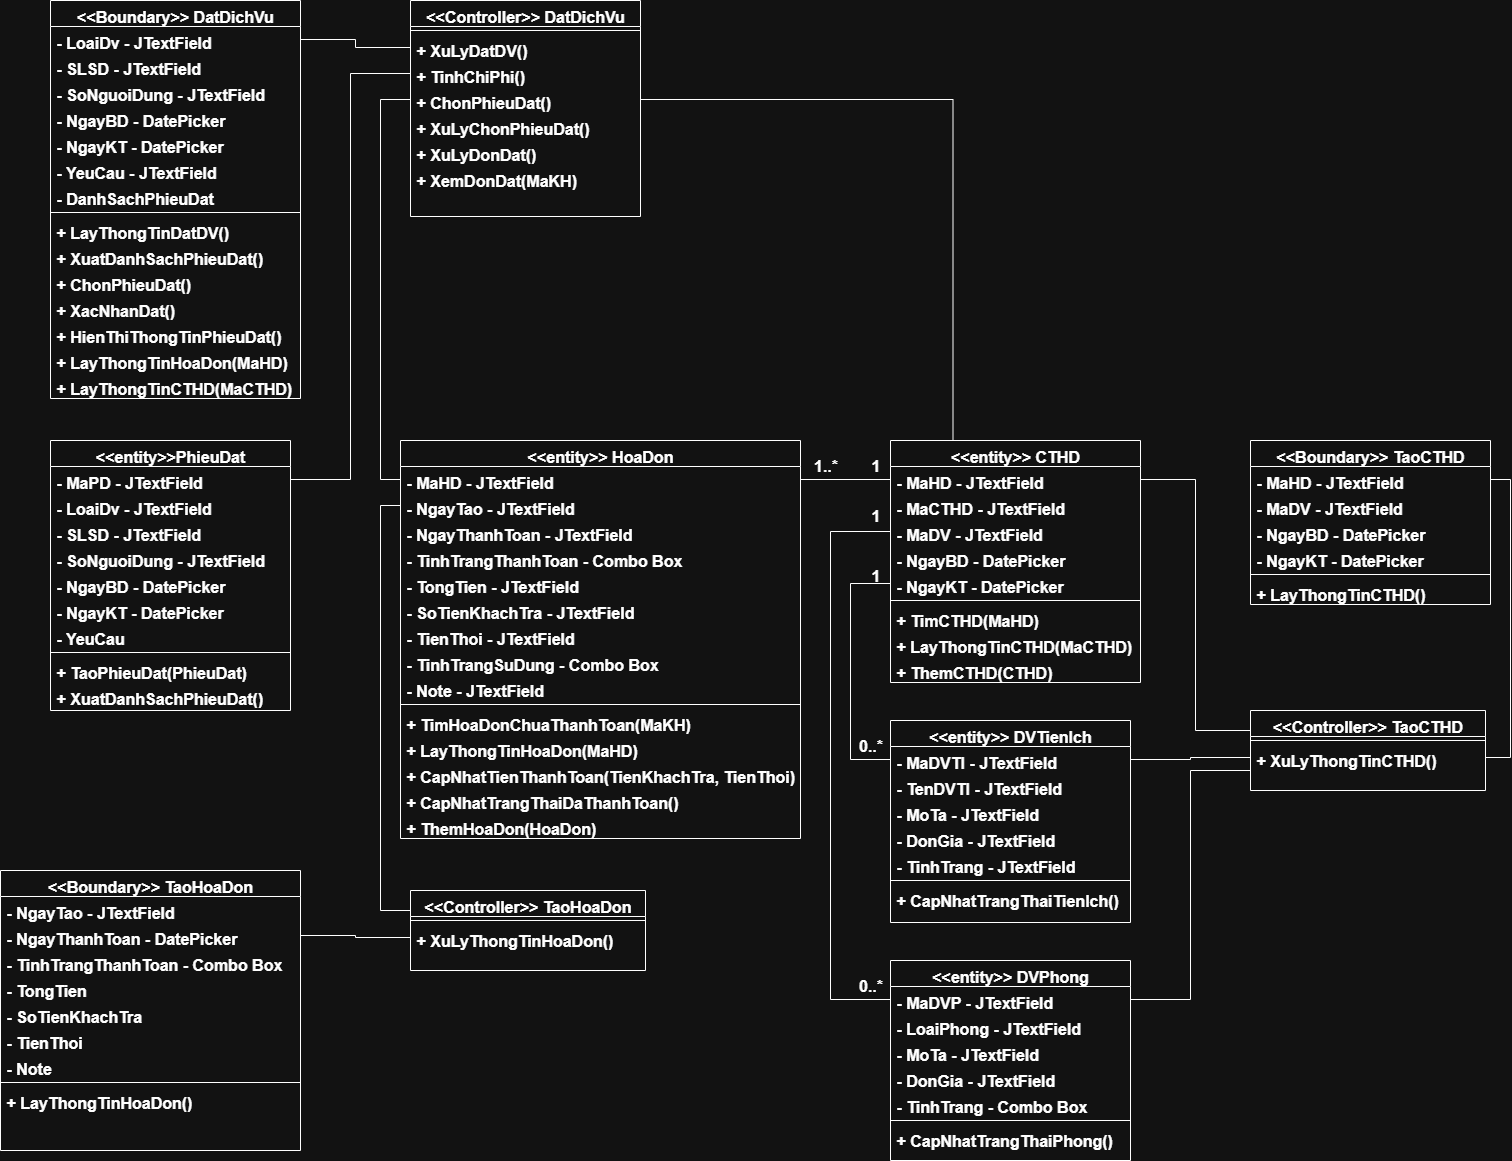 <<Boundary>> DatDichVu
- LoaiDv - JTextField
- SLSD - JTextField
- SoNguoiDung - JTextField
- NgayBD - DatePicker
- NgayKT - DatePicker
- YeuCau - JTextField
- DanhSachPhieuDat
+ LayThongTinDatDV()
+ XuatDanhSachPhieuDat()
+ ChonPhieuDat()
+ XacNhanDat()
+ HienThiThongTinPhieuDat()
+ LayThongTinHoaDon(MaHD)
+ LayThongTinCTHD(MaCTHD)
<<Controller>> DatDichVu
+ XuLyDatDV()
+ TinhChiPhi()
+ ChonPhieuDat()
+ XuLyChonPhieuDat()
+ XuLyDonDat()
+ XemDonDat(MaKH)
<<entity>>PhieuDat
- MaPD - JTextField
- LoaiDv - JTextField
- SLSD - JTextField
- SoNguoiDung - JTextField
- NgayBD - DatePicker
- NgayKT - DatePicker
- YeuCau
+ TaoPhieuDat(PhieuDat)
+ XuatDanhSachPhieuDat()
<<entity>> HoaDon
- MaHD - JTextField
- NgayTao - JTextField
- NgayThanhToan - JTextField
- TinhTrangThanhToan - Combo Box
- TongTien - JTextField
- SoTienKhachTra - JTextField
- TienThoi - JTextField
- TinhTrangSuDung - Combo Box
- Note - JTextField
+ TimHoaDonChuaThanhToan(MaKH)
+ LayThongTinHoaDon(MaHD)
+ CapNhatTienThanhToan(TienKhachTra, TienThoi)
+ CapNhatTrangThaiDaThanhToan()
+ ThemHoaDon(HoaDon)
1..* 1
1
1
0..*
0..*
<<entity>> CTHD
- MaHD - JTextField
- MaCTHD - JTextField
- MaDV - JTextField
- NgayBD - DatePicker
- NgayKT - DatePicker
+ TimCTHD(MaHD)
+ LayThongTinCTHD(MaCTHD)
+ ThemCTHD(CTHD)
<<Boundary>> TaoCTHD
- MaHD - JTextField
- MaDV - JTextField
- NgayBD - DatePicker
- NgayKT - DatePicker
+ LayThongTinCTHD()
<<entity>> DVTienIch
- MaDVTI - JTextField
- TenDVTI - JTextField
- MoTa - JTextField
- DonGia - JTextField
- TinhTrang - JTextField
+ CapNhatTrangThaiTienIch()
<<Controller>> TaoCTHD
+ XuLyThongTinCTHD()
<<Boundary>> TaoHoaDon
- NgayTao - JTextField
- NgayThanhToan - DatePicker
- TinhTrangThanhToan - Combo Box
- TongTien
- SoTienKhachTra
- TienThoi
- Note
+ LayThongTinHoaDon()
<<Controller>> TaoHoaDon
+ XuLyThongTinHoaDon()
<<entity>> DVPhong
- MaDVP - JTextField
- LoaiPhong - JTextField
- MoTa - JTextField
- DonGia - JTextField
- TinhTrang - Combo Box
+ CapNhatTrangThaiPhong()